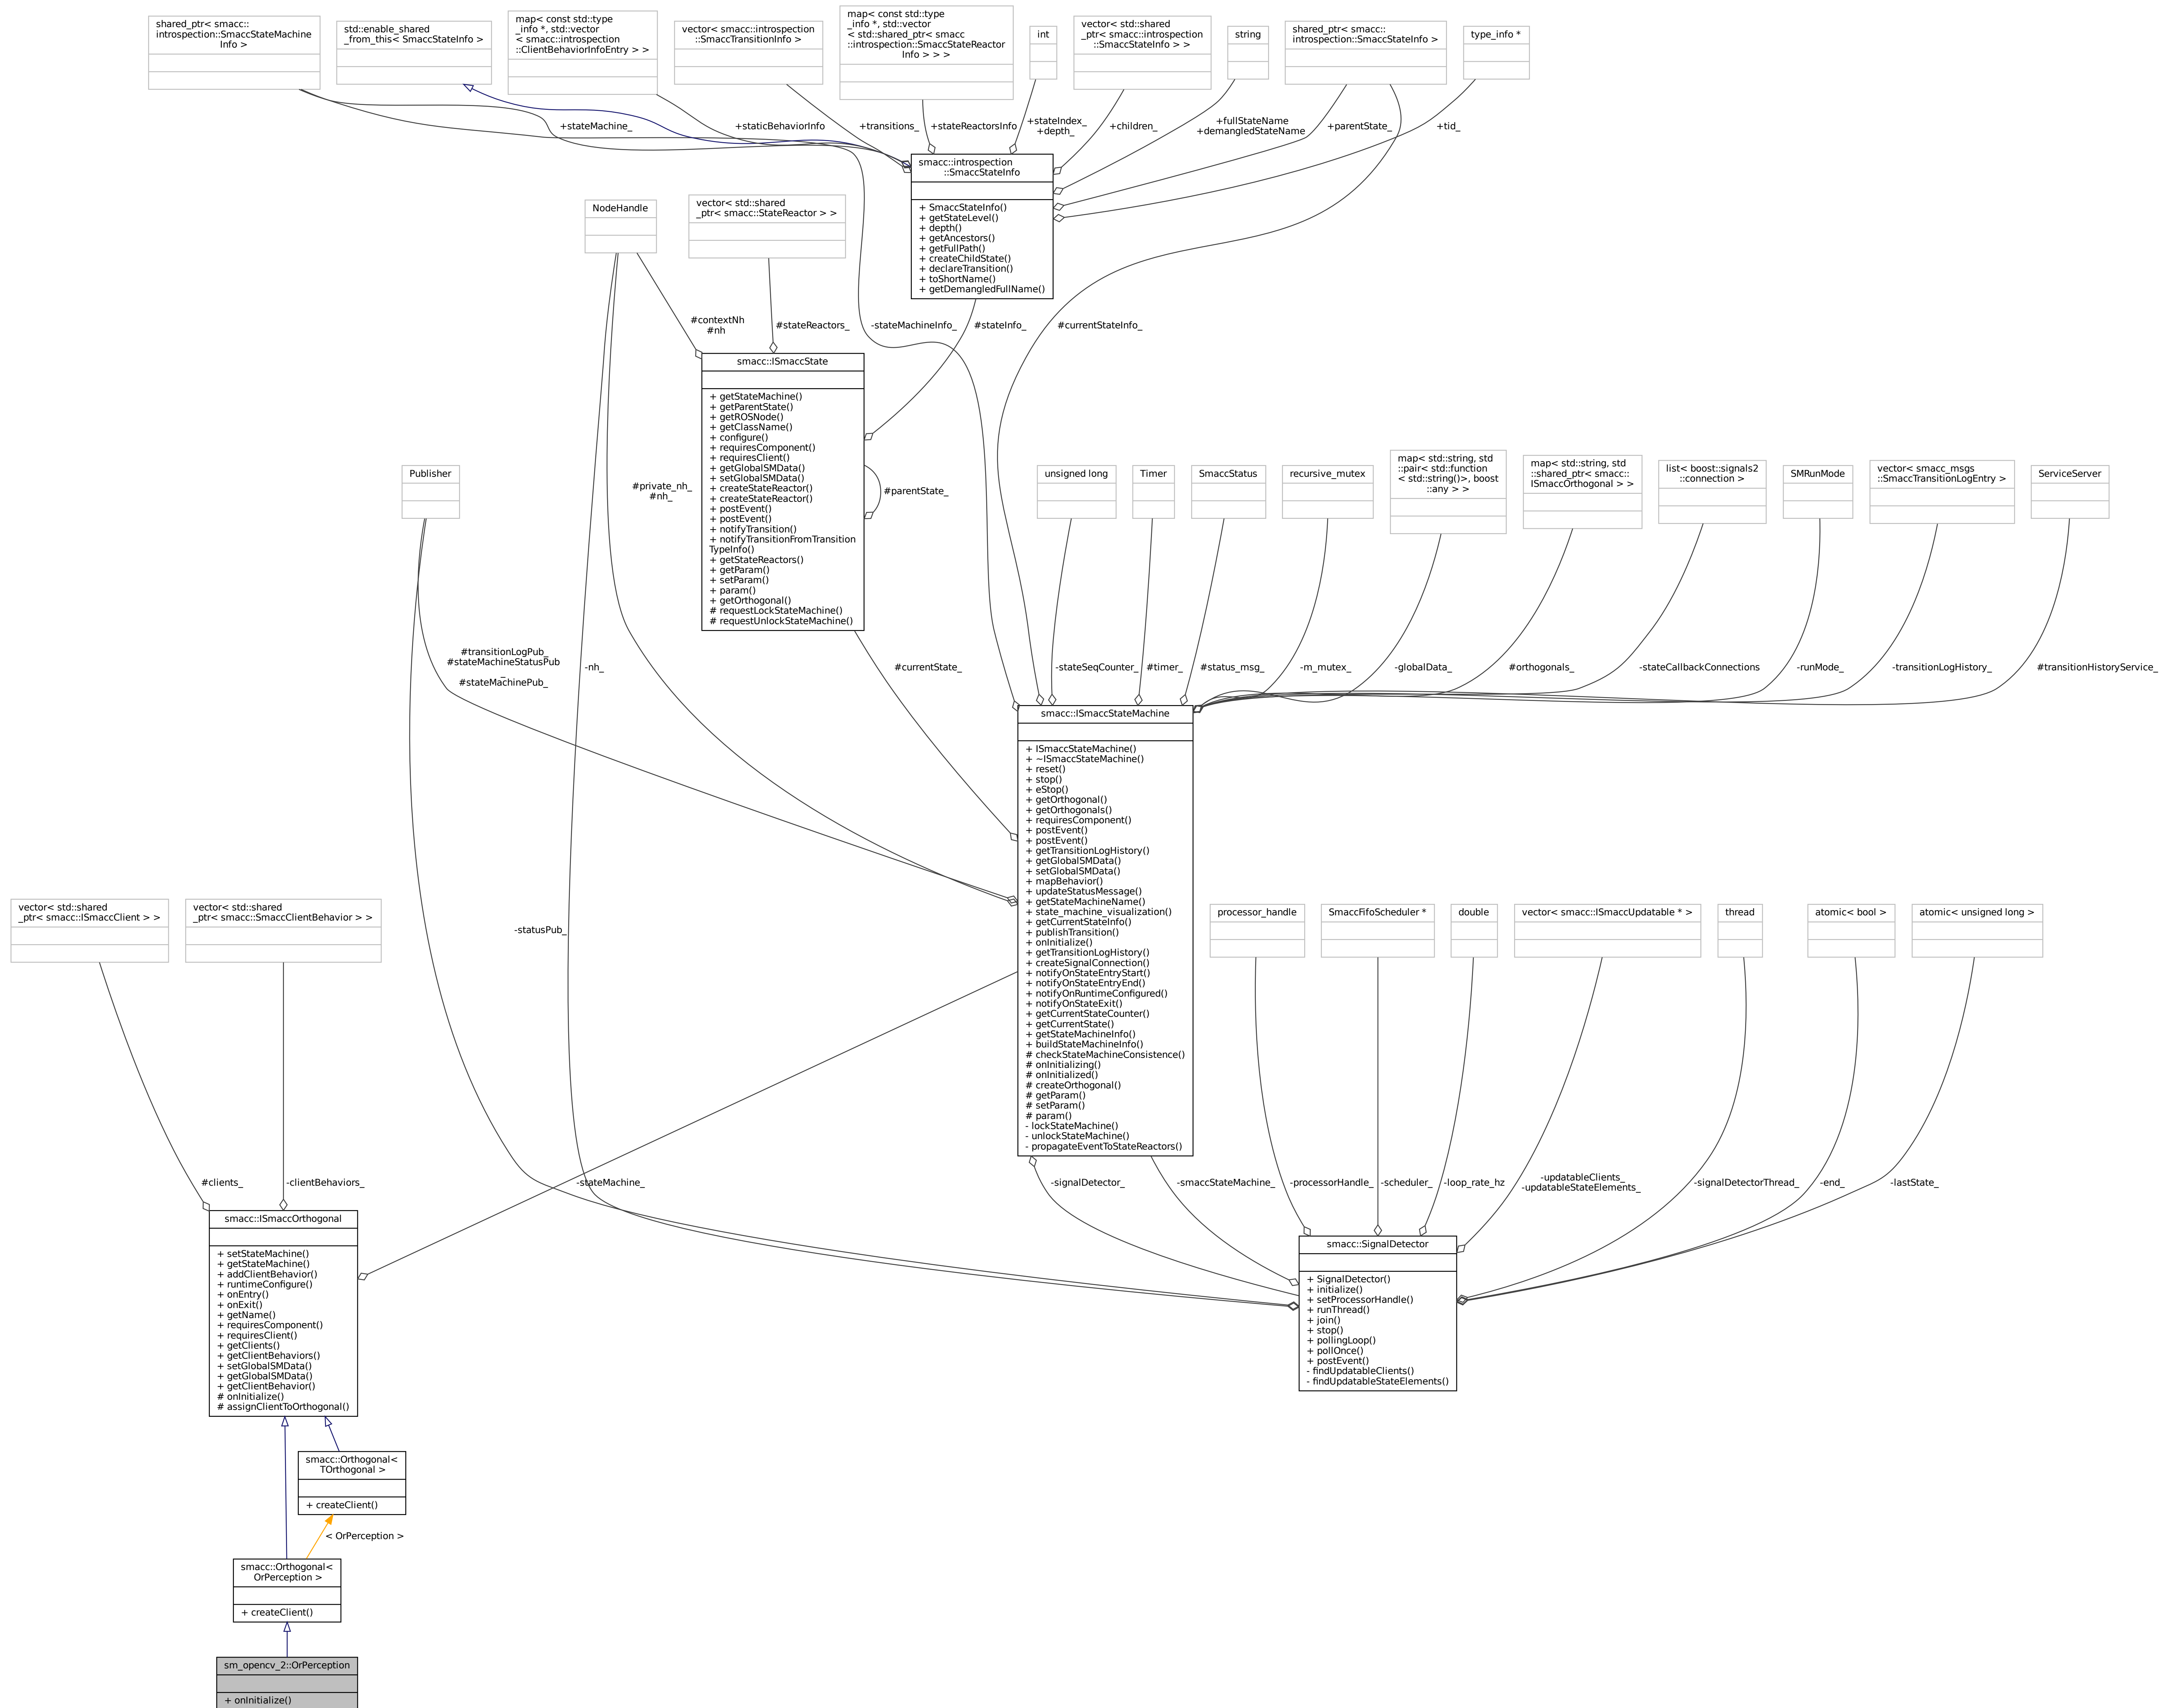 shared_ptr< smacc::
introspection::SmaccStateMachine
Info >
std::enable_shared
_from_this< SmaccStateInfo >
map< const std::type
_info *, std::vector
< smacc::introspection
::ClientBehaviorInfoEntry > >
vector< smacc::introspection
::SmaccTransitionInfo >
map< const std::type
_info *, std::vector
< std::shared_ptr< smacc
::introspection::SmaccStateReactor
Info > > >
int
vector< std::shared
_ptr< smacc::introspection
::SmaccStateInfo > >
string
shared_ptr< smacc::
introspection::SmaccStateInfo >
type_info *
+stateMachine_
+staticBehaviorInfo
+transitions_
+stateReactorsInfo
+stateIndex_
+depth_
+children_
+fullStateName
+demangledStateName
+parentState_
+tid_
smacc::introspection
::SmaccStateInfo
+ SmaccStateInfo()
+ getStateLevel()
+ depth()
+ getAncestors()
+ getFullPath()
+ createChildState()
+ declareTransition()
+ toShortName()
+ getDemangledFullName()
NodeHandle
vector< std::shared
_ptr< smacc::StateReactor > >
#contextNh
#nh
#stateReactors_
-stateMachineInfo_
#stateInfo_
#currentStateInfo_
smacc::ISmaccState
+ getStateMachine()
+ getParentState()
+ getROSNode()
+ getClassName()
+ configure()
+ requiresComponent()
+ requiresClient()
+ getGlobalSMData()
+ setGlobalSMData()
+ createStateReactor()
+ createStateReactor()
+ postEvent()
+ postEvent()
+ notifyTransition()
+ notifyTransitionFromTransition
TypeInfo()
+ getStateReactors()
+ getParam()
+ setParam()
+ param()
+ getOrthogonal()
# requestLockStateMachine()
# requestUnlockStateMachine()
#parentState_
Publisher
#private_nh_
#nh_
unsigned long
Timer
SmaccStatus
recursive_mutex
map< std::string, std
::pair< std::function
< std::string()>, boost
::any > >
map< std::string, std
::shared_ptr< smacc::
ISmaccOrthogonal > >
list< boost::signals2
::connection >
SMRunMode
vector< smacc_msgs
::SmaccTransitionLogEntry >
ServiceServer
#transitionLogPub_
#stateMachineStatusPub
_
#stateMachinePub_
-nh_
#currentState_
-stateSeqCounter_
#timer_
#status_msg_
-m_mutex_
-globalData_
#orthogonals_
-stateCallbackConnections
-runMode_
-transitionLogHistory_
#transitionHistoryService_
smacc::ISmaccStateMachine
+ ISmaccStateMachine()
+ ~ISmaccStateMachine()
+ reset()
+ stop()
+ eStop()
+ getOrthogonal()
+ getOrthogonals()
+ requiresComponent()
+ postEvent()
+ postEvent()
+ getTransitionLogHistory()
+ getGlobalSMData()
+ setGlobalSMData()
+ mapBehavior()
+ updateStatusMessage()
+ getStateMachineName()
+ state_machine_visualization()
+ getCurrentStateInfo()
+ publishTransition()
+ onInitialize()
+ getTransitionLogHistory()
+ createSignalConnection()
+ notifyOnStateEntryStart()
+ notifyOnStateEntryEnd()
+ notifyOnRuntimeConfigured()
+ notifyOnStateExit()
+ getCurrentStateCounter()
+ getCurrentState()
+ getStateMachineInfo()
+ buildStateMachineInfo()
# checkStateMachineConsistence()
# onInitializing()
# onInitialized()
# createOrthogonal()
# getParam()
# setParam()
# param()
- lockStateMachine()
- unlockStateMachine()
- propagateEventToStateReactors()
vector< std::shared
_ptr< smacc::ISmaccClient > >
vector< std::shared
_ptr< smacc::SmaccClientBehavior > >
-statusPub_
processor_handle
SmaccFifoScheduler *
double
vector< smacc::ISmaccUpdatable * >
thread
atomic< bool >
atomic< unsigned long >
#clients_
-clientBehaviors_
-stateMachine_
-signalDetector_
-smaccStateMachine_
-processorHandle_
-scheduler_
-loop_rate_hz
-updatableClients_
-updatableStateElements_
-signalDetectorThread_
-end_
-lastState_
smacc::ISmaccOrthogonal
+ setStateMachine()
+ getStateMachine()
+ addClientBehavior()
+ runtimeConfigure()
+ onEntry()
+ onExit()
+ getName()
+ requiresComponent()
+ requiresClient()
+ getClients()
+ getClientBehaviors()
+ setGlobalSMData()
+ getGlobalSMData()
+ getClientBehavior()
# onInitialize()
# assignClientToOrthogonal()
smacc::SignalDetector
+ SignalDetector()
+ initialize()
+ setProcessorHandle()
+ runThread()
+ join()
+ stop()
+ pollingLoop()
+ pollOnce()
+ postEvent()
- findUpdatableClients()
- findUpdatableStateElements()
smacc::Orthogonal<
TOrthogonal >
+ createClient()
< OrPerception >
smacc::Orthogonal<
OrPerception >
+ createClient()
sm_opencv_2::OrPerception
+ onInitialize()